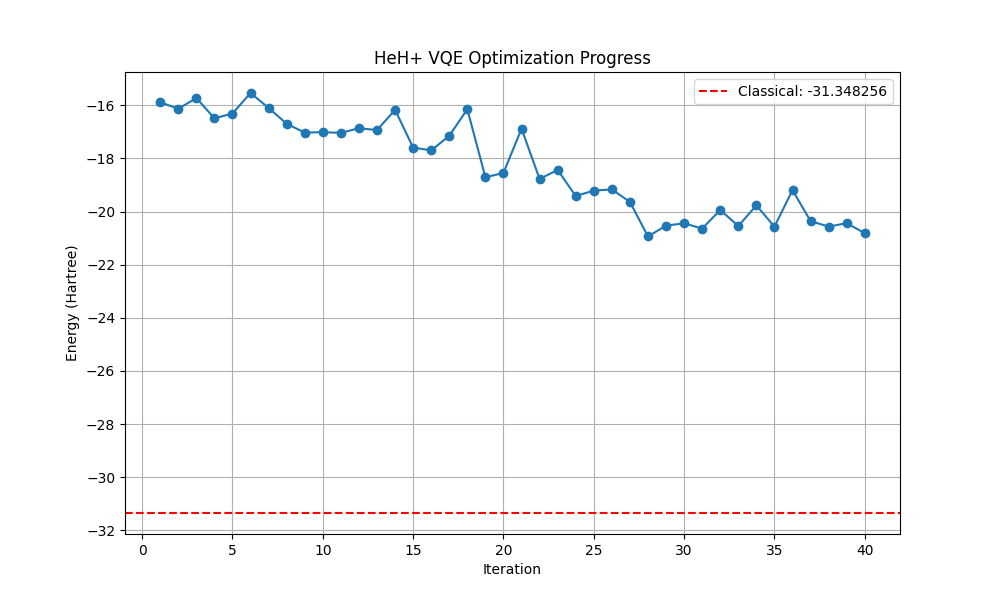 HeH+ VQE Optimization Progress
Classical: -31.348256
Energy (Hartree)
−16
−18
−20
−22
−24
−26
−28
−30
−32
0 5 10 15 20 25 30 35 40
Iteration